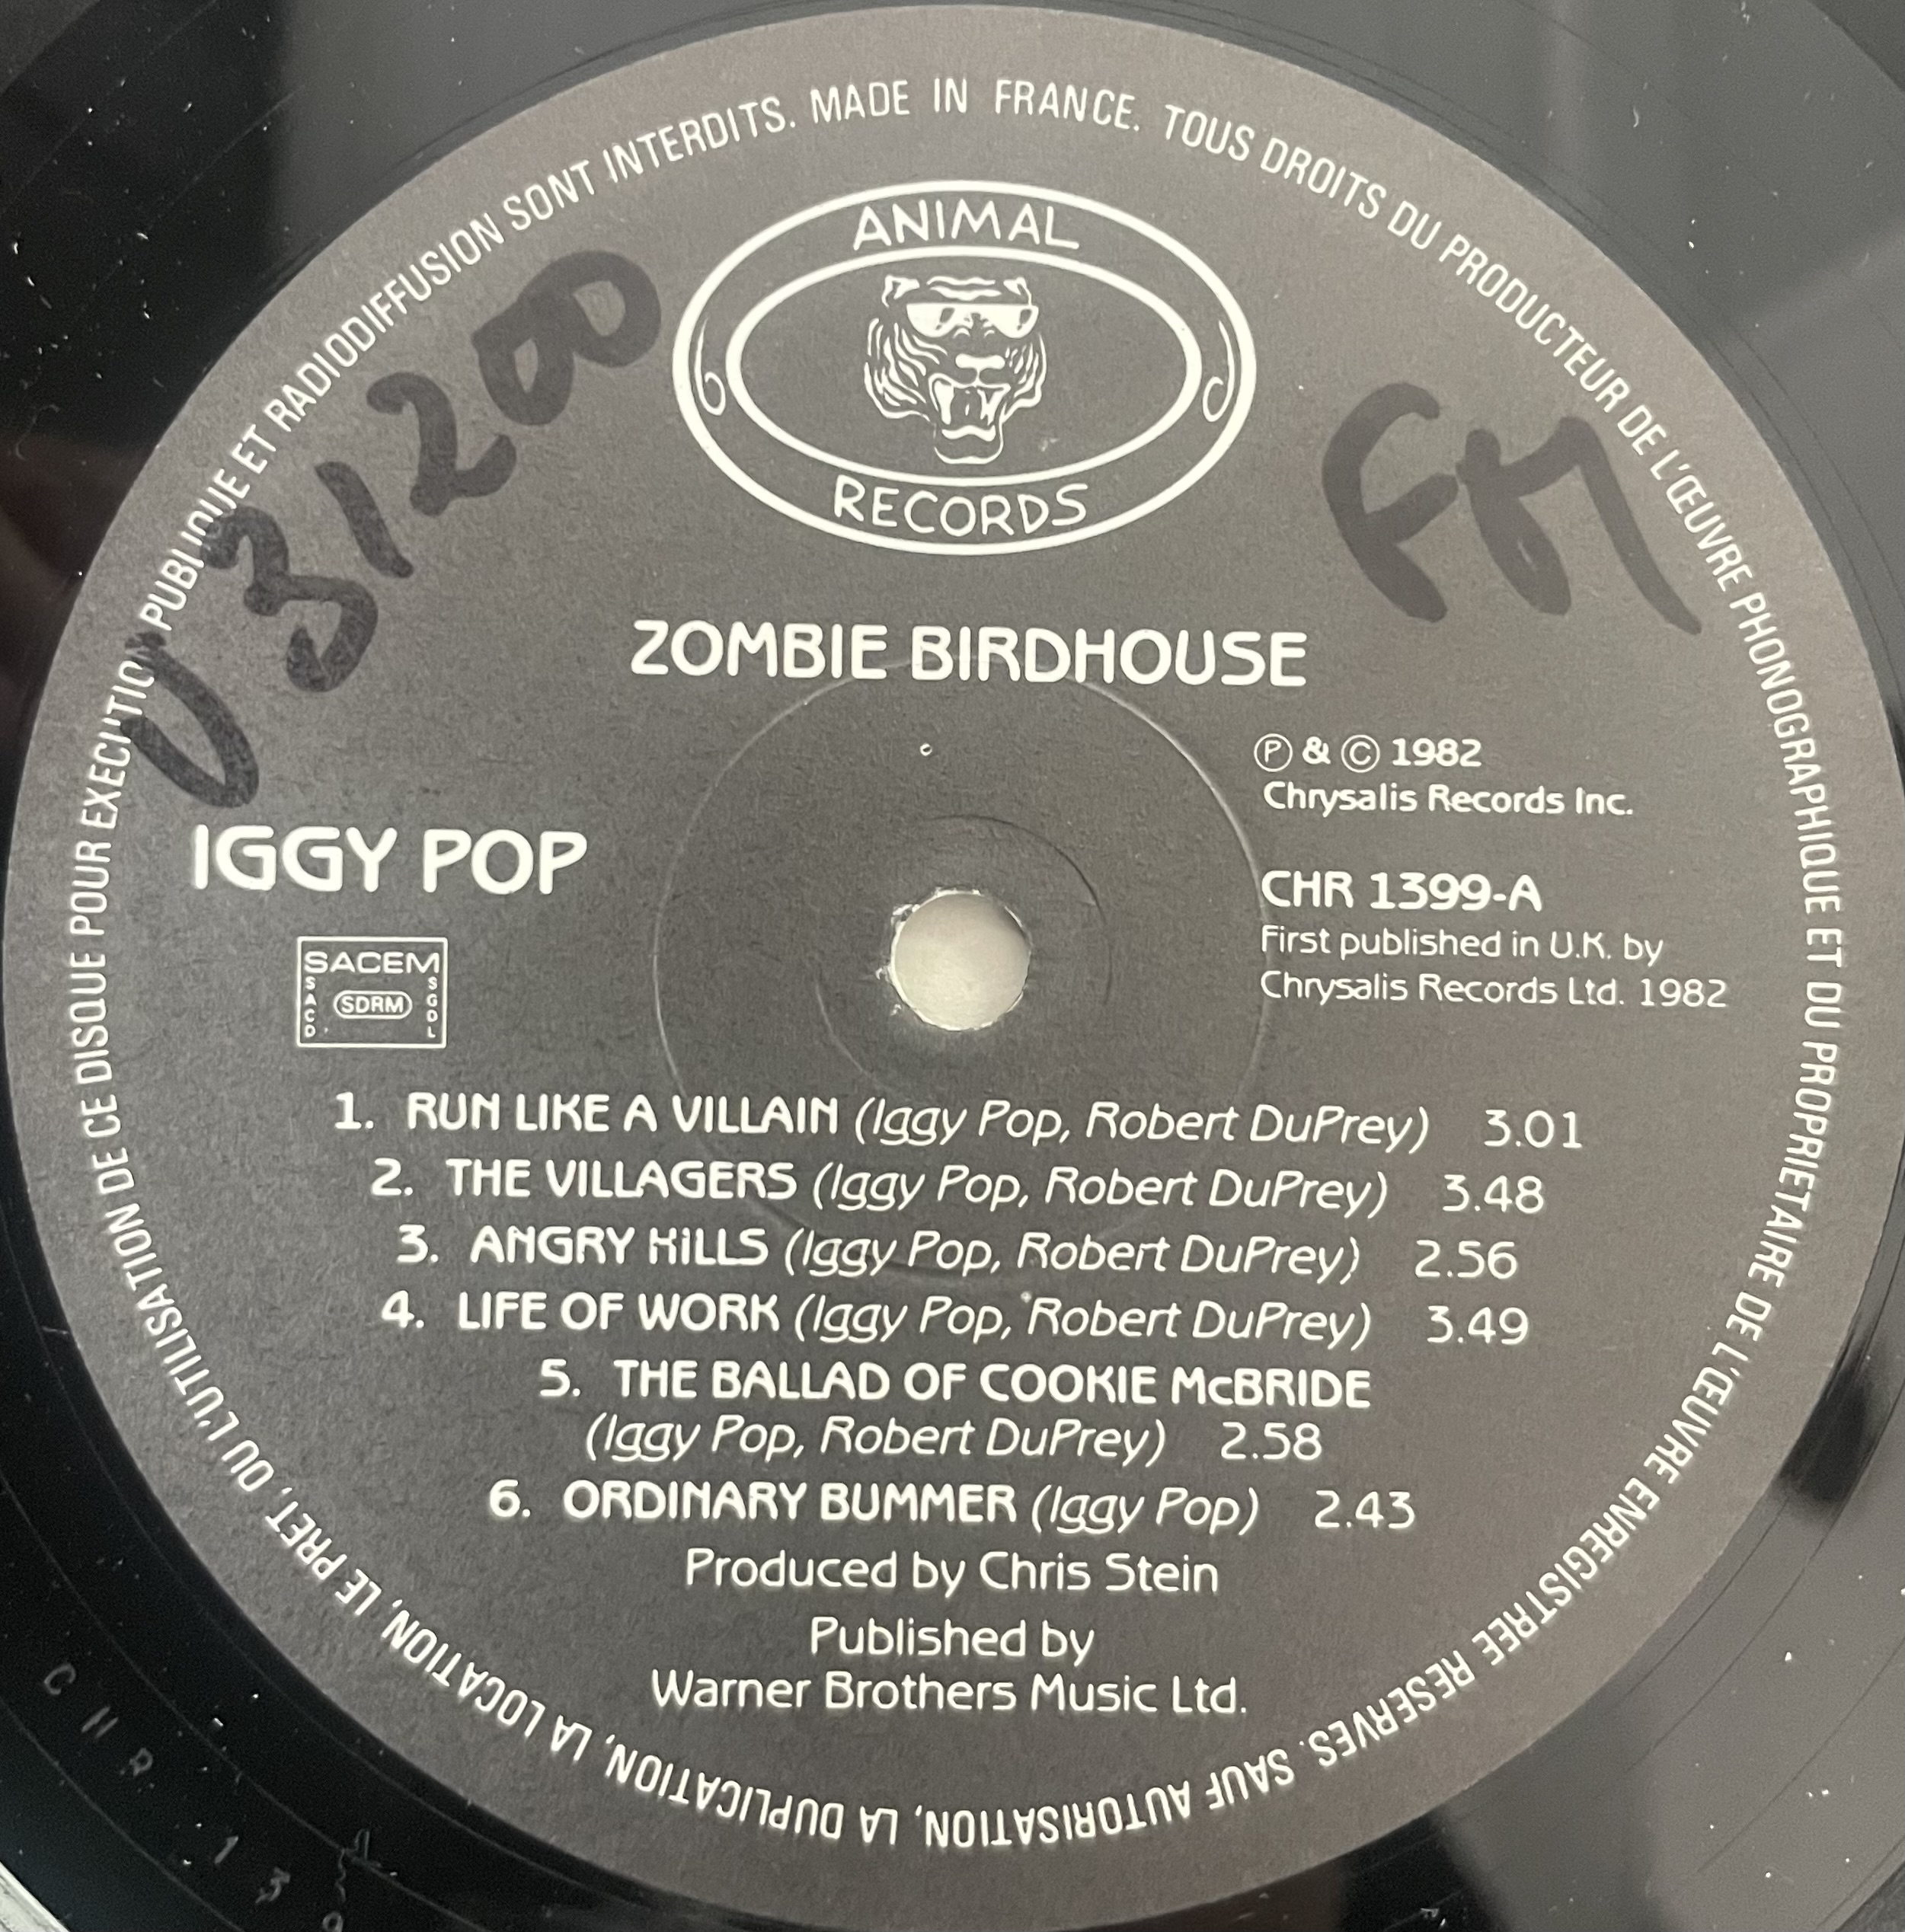 TOUS DROITS DU PRODUCTEUR DE L'ŒUVRE PHONOGRAPHIQUE ET DU PROPRIETAIRE DE L'ŒUVRE ENREGISTREE RESERVES. SAUF AUTORISATION, LA DUPLICATION, LA LOCATION, LE PRET, OU L'UTILISATION DE CE DISQUE POUR EXECUTION PUBLIQUE ET RADIODIFFUSION SONT INTERDITS. MADE IN FRANCE.
ANIMAL
RECORDS
U31200
ZOMBIE BIRDHOUSE
Ⓟ & © 1982
Chrysalis Records Inc.
IGGY POP
CHR 1399-A
First published in U.K. by
Chrysalis Records Ltd. 1982
SACEM
SACD
SDRM
SGDL
1. RUN LIKE A VILLAIN (Iggy Pop, Robert DuPrey) 3.01
2. THE VILLAGERS (Iggy Pop, Robert DuPrey) 3.48
3. ANGRY HILLS (Iggy Pop, Robert DuPrey) 2.56
4. LIFE OF WORK (Iggy Pop, Robert DuPrey) 3.49
5. THE BALLAD OF COOKIE McBRIDE
(Iggy Pop, Robert DuPrey) 2.58
6. ORDINARY BUMMER (Iggy Pop) 2.43
Produced by Chris Stein
Published by
Warner Brothers Music Ltd.
CHR 139